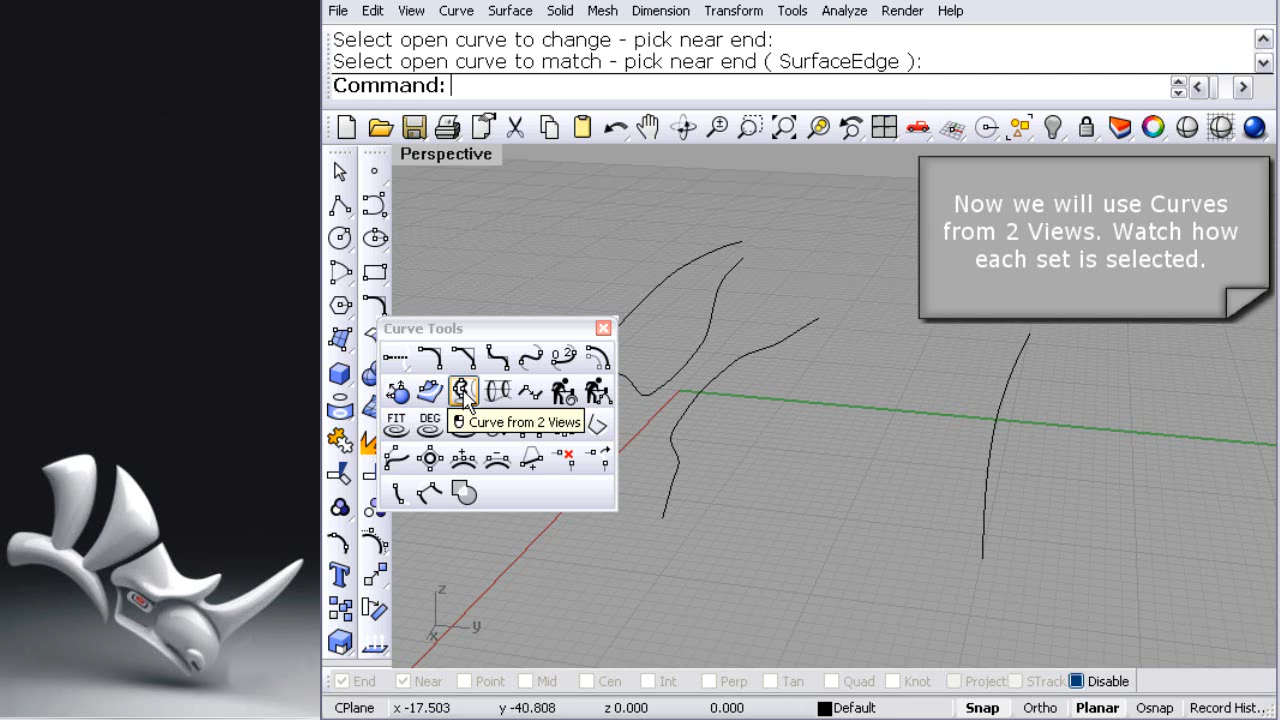 File Edit View Curve Surface Solid Mesh Dimension Transform Tools Analyze Render Help
Select open curve to change - pick near end:
Select open curve to match - pick near end ( SurfaceEdge ):
Command:
Perspective
Now we will use Curves
from 2 Views. Watch how
each set is selected.
Curve Tools
Curve from 2 Views
FIT DEG
z
y
x
End Near Point Mid Cen Int Perp Tan Quad Knot Project STrack Disable
CPlane x -17.503 y -40.808 z 0.000 0.000 Default Snap Ortho Planar Osnap Record Hist...